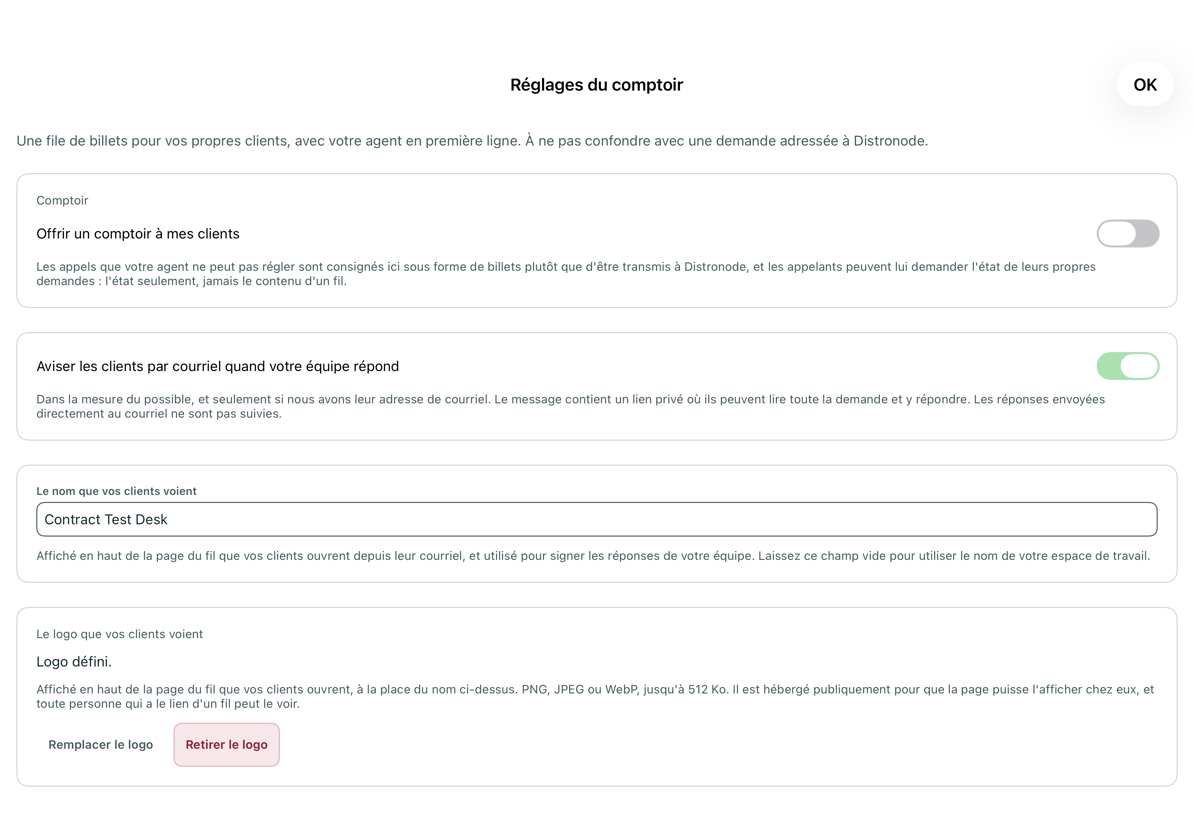 Réglages du comptoir
OK
Une file de billets pour vos propres clients, avec votre agent en première ligne. À ne pas confondre avec une demande adressée à Distronode.
Comptoir
Offrir un comptoir à mes clients
Les appels que votre agent ne peut pas régler sont consignés ici sous forme de billets plutôt que d'être transmis à Distronode, et les appelants peuvent lui demander l'état de leurs propres
demandes : l'état seulement, jamais le contenu d'un fil.
Aviser les clients par courriel quand votre équipe répond
Dans la mesure du possible, et seulement si nous avons leur adresse de courriel. Le message contient un lien privé où ils peuvent lire toute la demande et y répondre. Les réponses envoyées
directement au courriel ne sont pas suivies.
Le nom que vos clients voient
Contract Test Desk
Affiché en haut de la page du fil que vos clients ouvrent depuis leur courriel, et utilisé pour signer les réponses de votre équipe. Laissez ce champ vide pour utiliser le nom de votre espace de travail.
Le logo que vos clients voient
Logo défini.
Affiché en haut de la page du fil que vos clients ouvrent, à la place du nom ci-dessus. PNG, JPEG ou WebP, jusqu'à 512 Ko. Il est hébergé publiquement pour que la page puisse l'afficher chez eux, et
toute personne qui a le lien d'un fil peut le voir.
Remplacer le logo
Retirer le logo